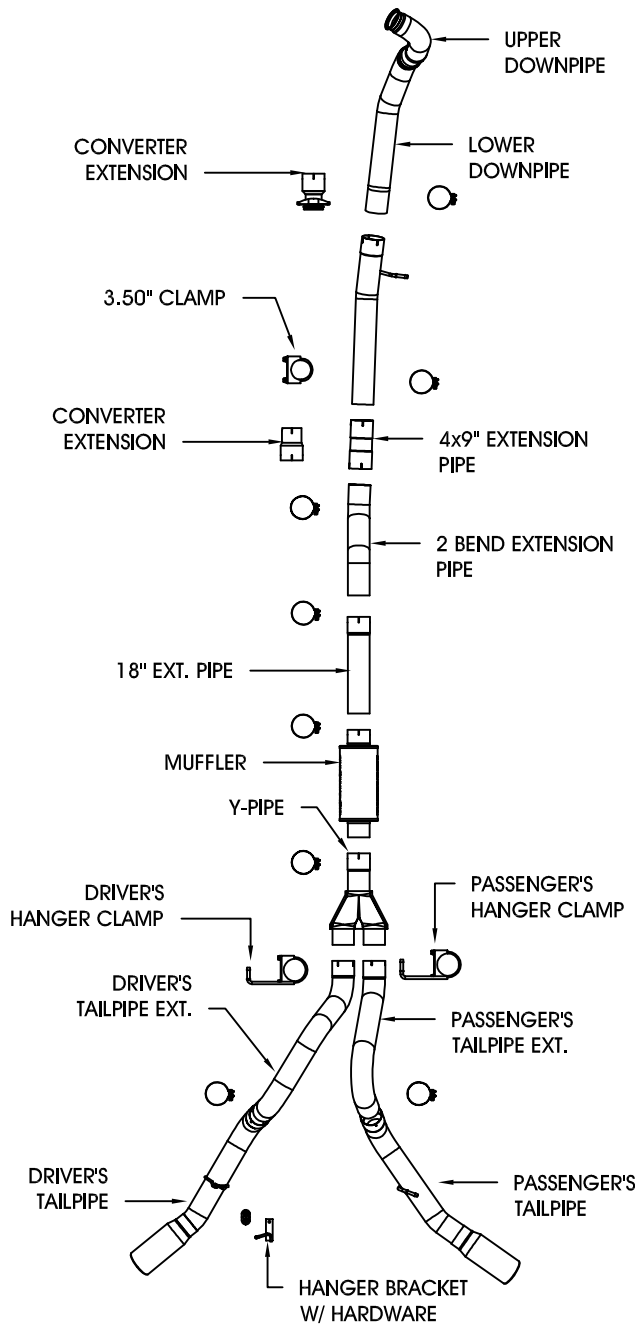 UPPER
DOWNPIPE
CONVERTER
EXTENSION
LOWER
DOWNPIPE
3.50" CLAMP
CONVERTER
EXTENSION
4x9" EXTENSION
PIPE
2 BEND EXTENSION
PIPE
18" EXT. PIPE
MUFFLER
Y-PIPE
DRIVER'S
HANGER CLAMP
PASSENGER'S
HANGER CLAMP
DRIVER'S
TAILPIPE EXT.
PASSENGER'S
TAILPIPE EXT.
DRIVER'S
TAILPIPE
PASSENGER'S
TAILPIPE
HANGER BRACKET
W/ HARDWARE